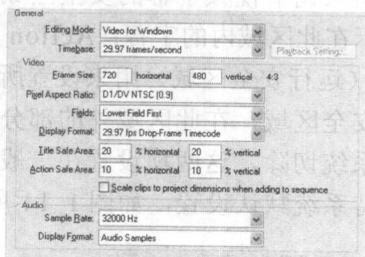 General
Editing Mode: Video for Windows
Timebase: 29.97 frames/second Playback Setting...
Video
Frame Size: 720 horizontal 480 vertical 4:3
Pixel Aspect Ratio: D1/DV NTSC (0.9)
Fields: Lower Field First
Display Format: 29.97 fps Drop-Frame Timecode
Title Safe Area: 20 % horizontal 20 % vertical
Action Safe Area: 10 % horizontal 10 % vertical
Scale clips to project dimensions when adding to sequence
Audio
Sample Rate: 32000 Hz
Display Format: Audio Samples